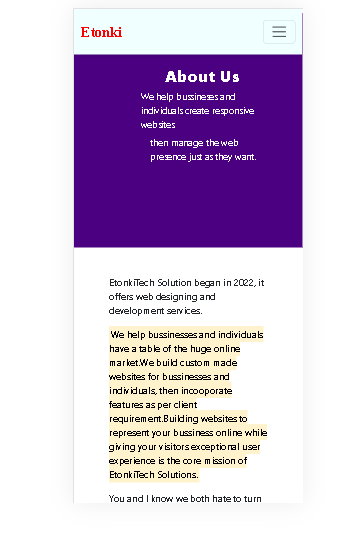 Etonki
About Us
We help bussineses and
individuals create responsive
websites
then manage the web
presence just as they want.
EtonkiTech Solution began in 2022, it
offers web designing and
development services.
We help bussinesses and individuals
have a table of the huge online
market.We build custom made
websites for bussinesses and
individuals, then incooporate
features as per client
requirement.Building websites to
represent your bussiness online while
giving your visitors exceptional user
experience is the core mission of
EtonkiTech Solutions.
You and I know we both hate to turn